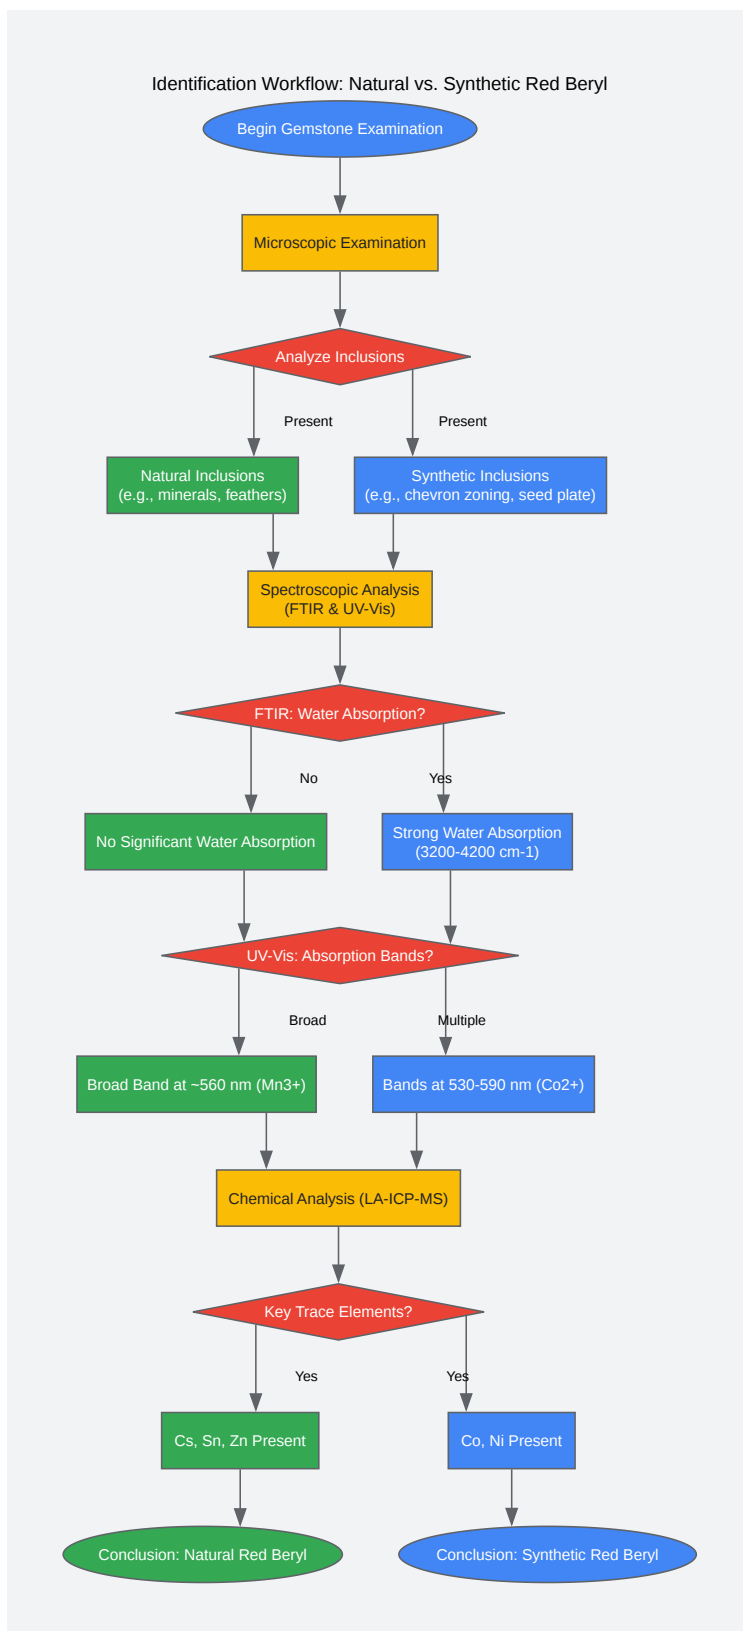 Identification Workflow: Natural vs. Synthetic Red Beryl
Begin Gemstone Examination
Microscopic Examination
Analyze Inclusions
Present
Present
Natural Inclusions
(e.g., minerals, feathers)
Synthetic Inclusions
(e.g., chevron zoning, seed plate)
Spectroscopic Analysis
(FTIR & UV-Vis)
FTIR: Water Absorption?
No
Yes
No Significant Water Absorption
Strong Water Absorption
(3200-4200 cm-1)
UV-Vis: Absorption Bands?
Broad
Multiple
Broad Band at ~560 nm (Mn3+)
Bands at 530-590 nm (Co2+)
Chemical Analysis (LA-ICP-MS)
Key Trace Elements?
Yes
Yes
Cs, Sn, Zn Present
Co, Ni Present
Conclusion: Natural Red Beryl
Conclusion: Synthetic Red Beryl